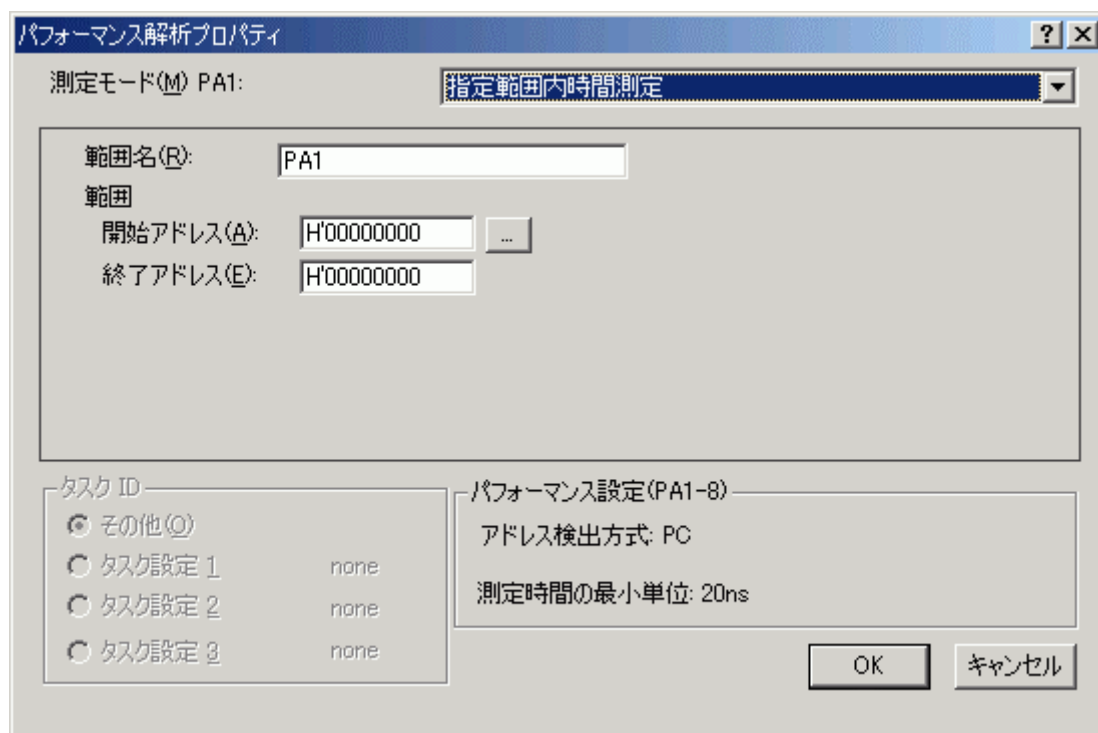 パフォーマンス解析プロパティ
測定モード(M) PA1: 指定範囲内時間測定
範囲名(R): PA1
範囲
開始アドレス(A): H'00000000 ...
終了アドレス(E): H'00000000
タスク ID
その他(O)
タスク設定 1 none
タスク設定 2 none
タスク設定 3 none
パフォーマンス設定(PA1-8)
アドレス検出方式: PC
測定時間の最小単位: 20ns
OK キャンセル